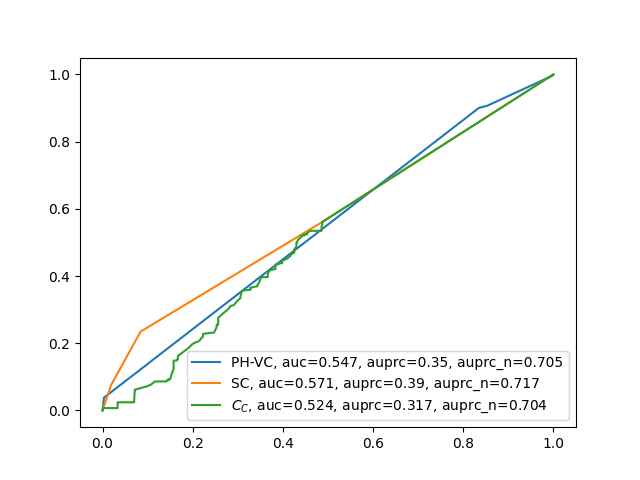 1.0
0.8
0.6
0.4
0.2
0.0
PH-VC, auc=0.547, auprc=0.35, auprc_n=0.705
SC, auc=0.571, auprc=0.39, auprc_n=0.717
C_C, auc=0.524, auprc=0.317, auprc_n=0.704
0.0 0.2 0.4 0.6 0.8 1.0